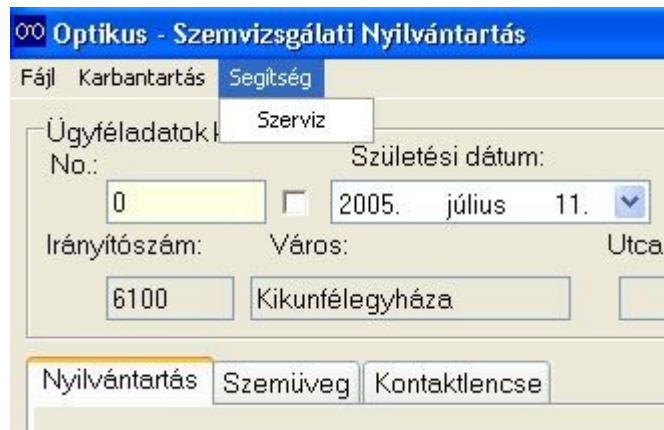 Optikus - Szemvizsgálati Nyilvántartás
Fájl Karbantartás Segítség
Szerviz
Ügyféladatok
No.: Születési dátum:
0 2005. július 11.
Irányítószám: Város: Utca
6100 Kikunfélegyháza
Nyilvántartás Szemüveg Kontaktlencse